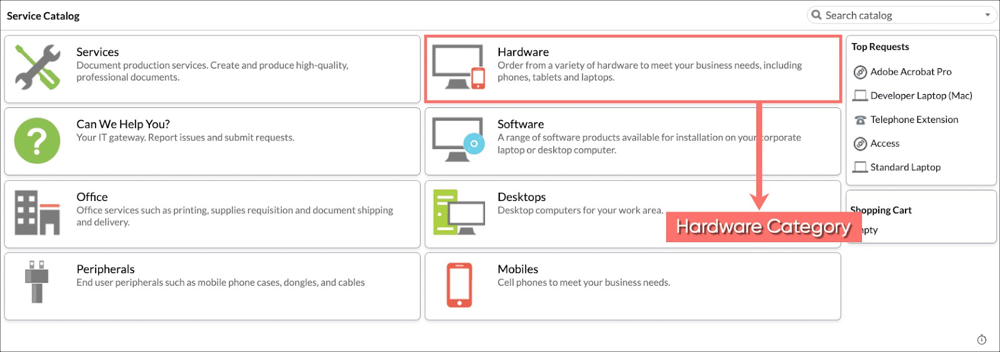 Service Catalog
Search catalog
Services
Document production services. Create and produce high-quality,
professional documents.
Hardware
Order from a variety of hardware to meet your business needs, including
phones, tablets and laptops.
Can We Help You?
Your IT gateway. Report issues and submit requests.
Software
A range of software products available for installation on your corporate
laptop or desktop computer.
Office
Office services such as printing, supplies requisition and document shipping
and delivery.
Desktops
Desktop computers for your work area.
Hardware Category
Peripherals
End user peripherals such as mobile phone cases, dongles, and cables
Mobiles
Cell phones to meet your business needs.
Top Requests
Adobe Acrobat Pro
Developer Laptop (Mac)
Telephone Extension
Access
Standard Laptop
Shopping Cart